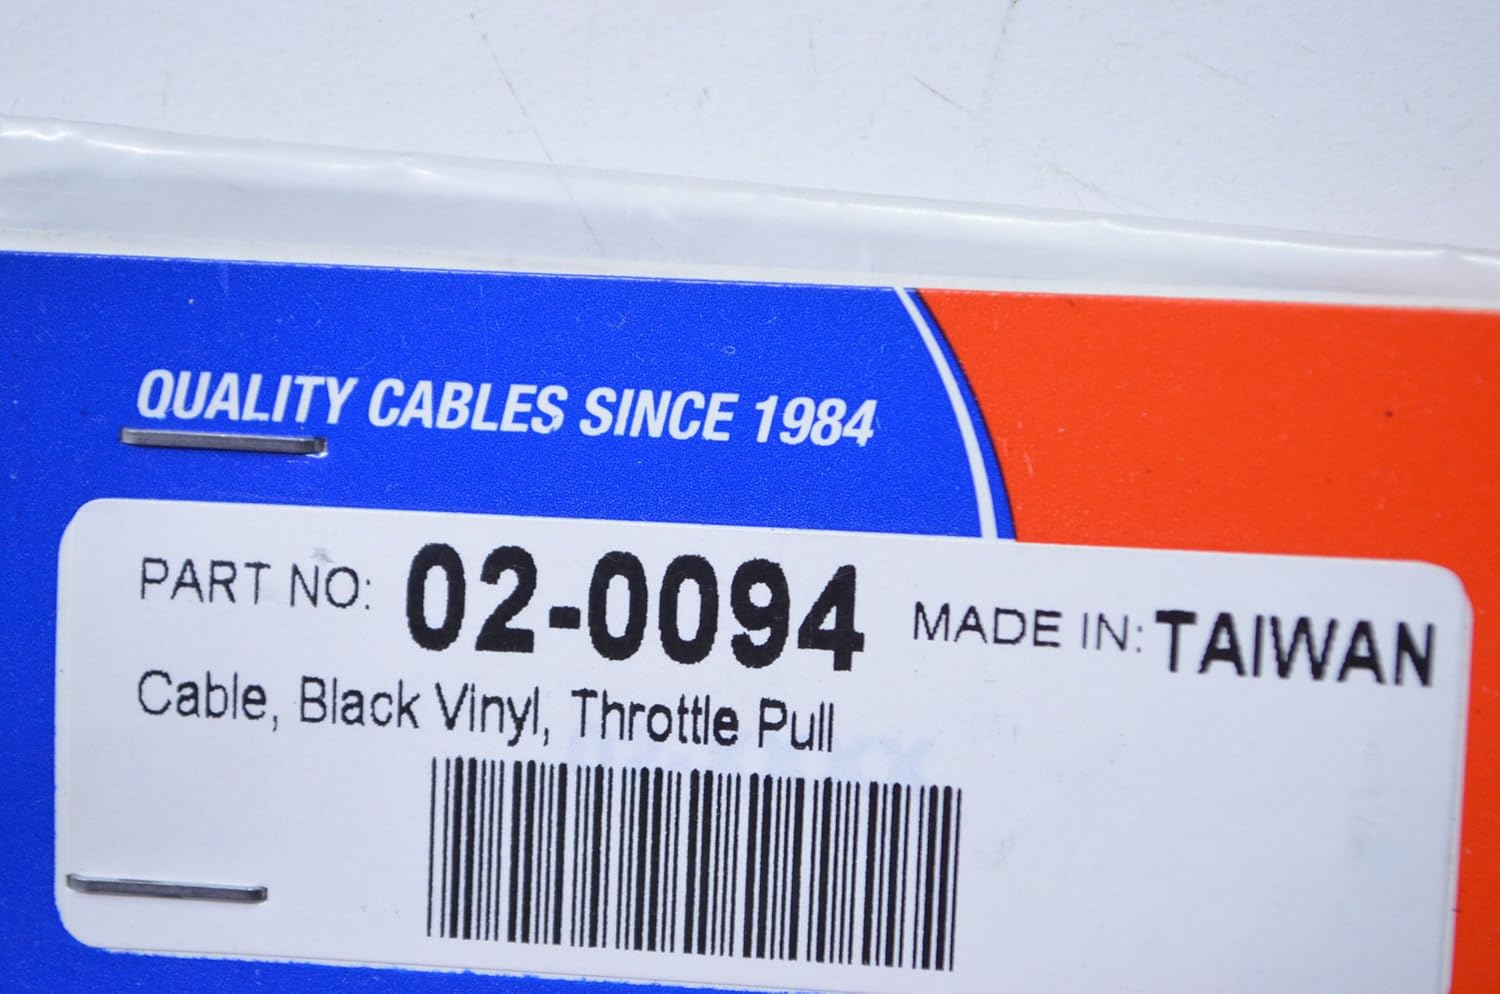 QUALITY CABLES SINCE 1984
PART NO: 02-0094 MADE IN: TAIWAN
Cable, Black Vinyl, Throttle Pull